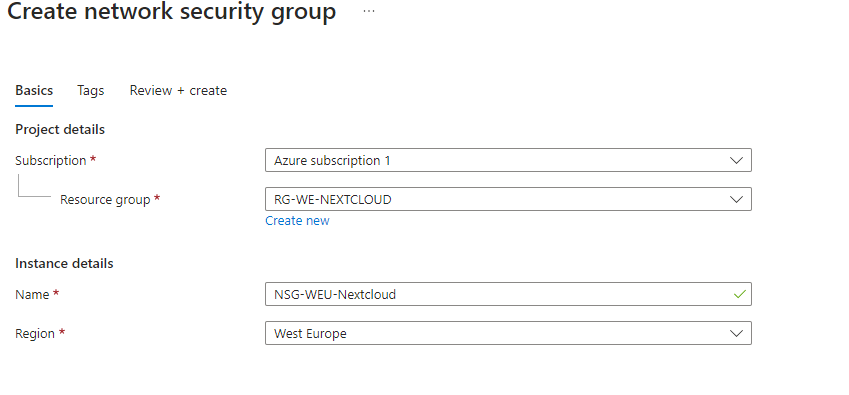 Create network security group ...
Basics Tags Review + create
Project details
Subscription * Azure subscription 1
Resource group * RG-WE-NEXTCLOUD
Create new
Instance details
Name * NSG-WEU-Nextcloud
Region * West Europe